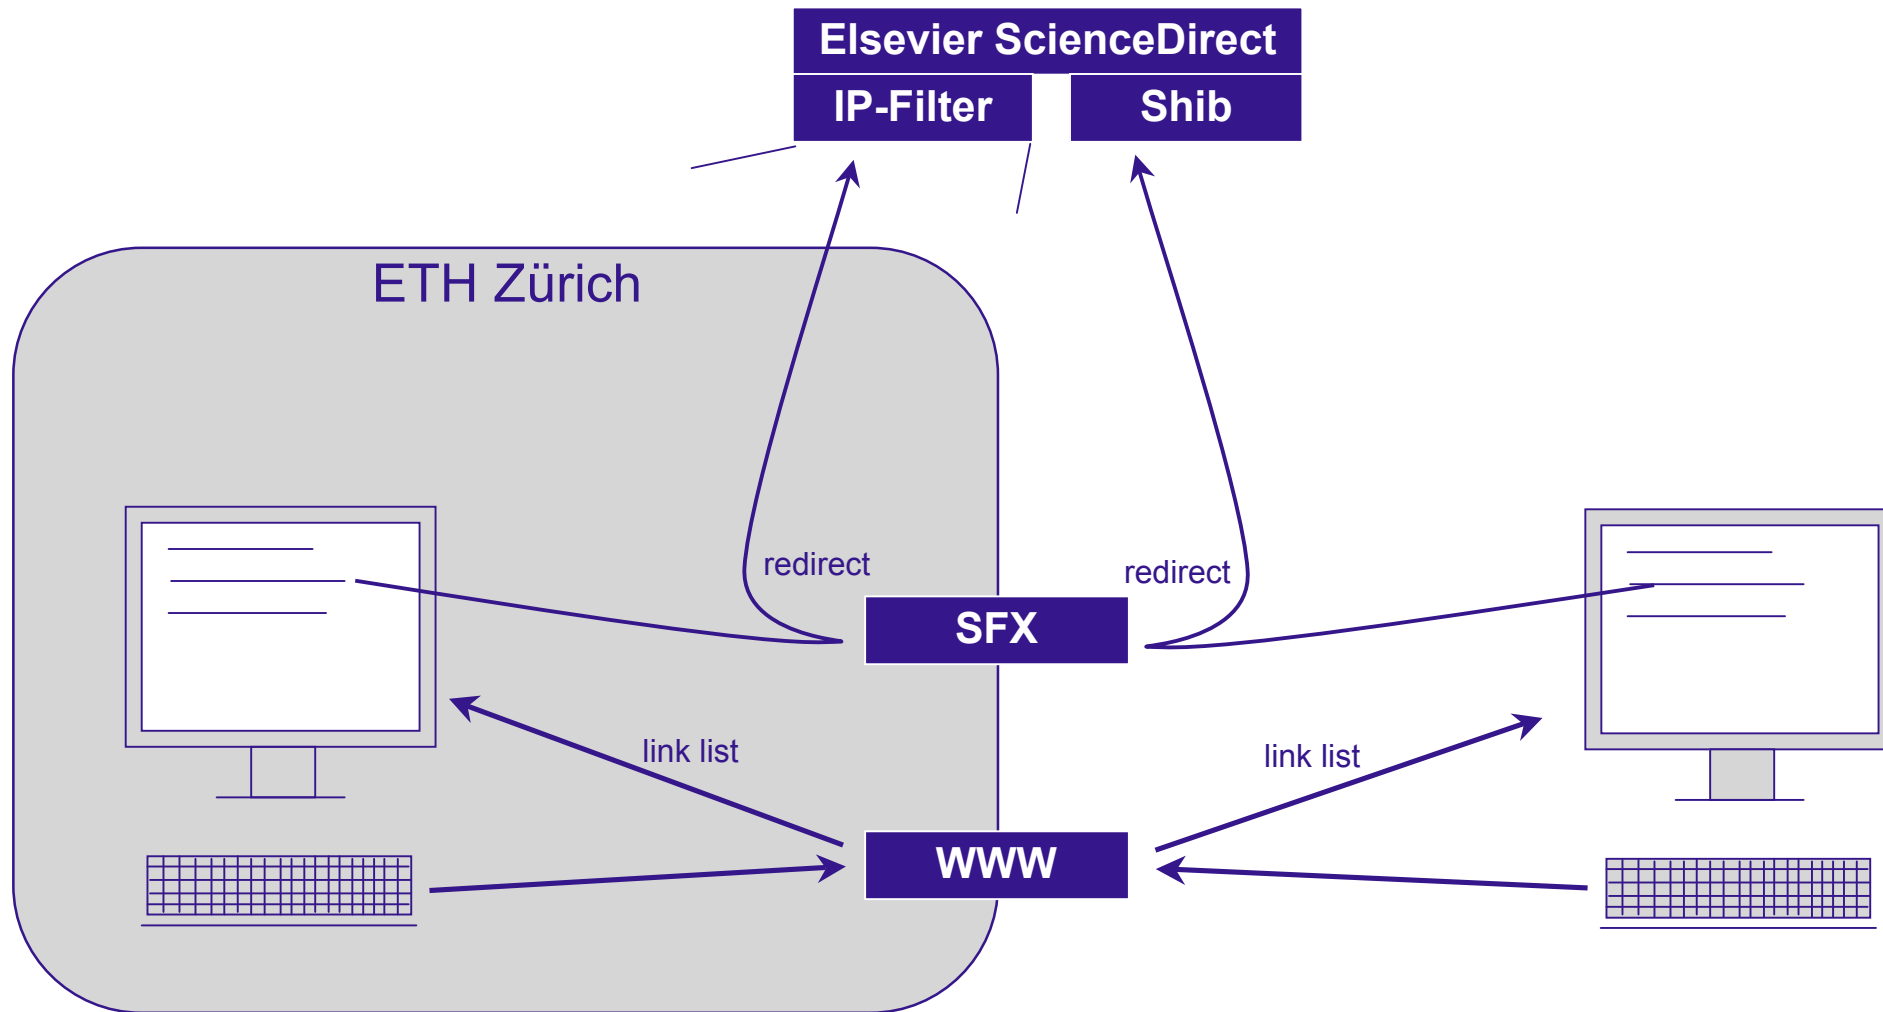 Elsevier ScienceDirect
IP-Filter
Shib
ETH Zürich
redirect
redirect
SFX
link list
link list
WWW